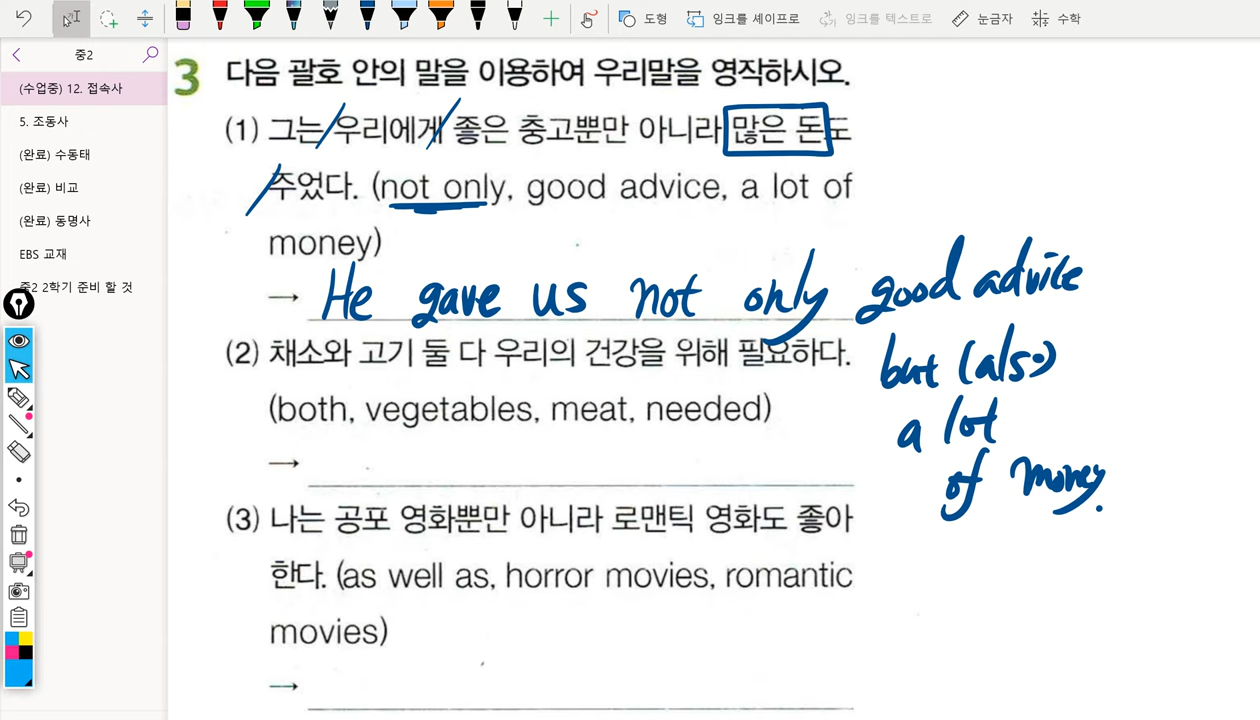 도형
잉크를 셰이프로
잉크를 텍스트로
눈금자
수학
중2
(수업중) 12. 접속사
5. 조동사
(완료) 수동태
(완료) 비교
(완료) 동명사
EBS 교재
중2 2학기 준비 할 것
3 다음 괄호 안의 말을 이용하여 우리말을 영작하시오.
(1) 그는 우리에게 좋은 충고뿐만 아니라 많은 돈도
주었다. (not only, good advice, a lot of
money)
→ He gave us not only good advice
but (also)
a lot
of money.
(2) 채소와 고기 둘 다 우리의 건강을 위해 필요하다.
(both, vegetables, meat, needed)
→
(3) 나는 공포 영화뿐만 아니라 로맨틱 영화도 좋아
한다. (as well as, horror movies, romantic
movies)
→